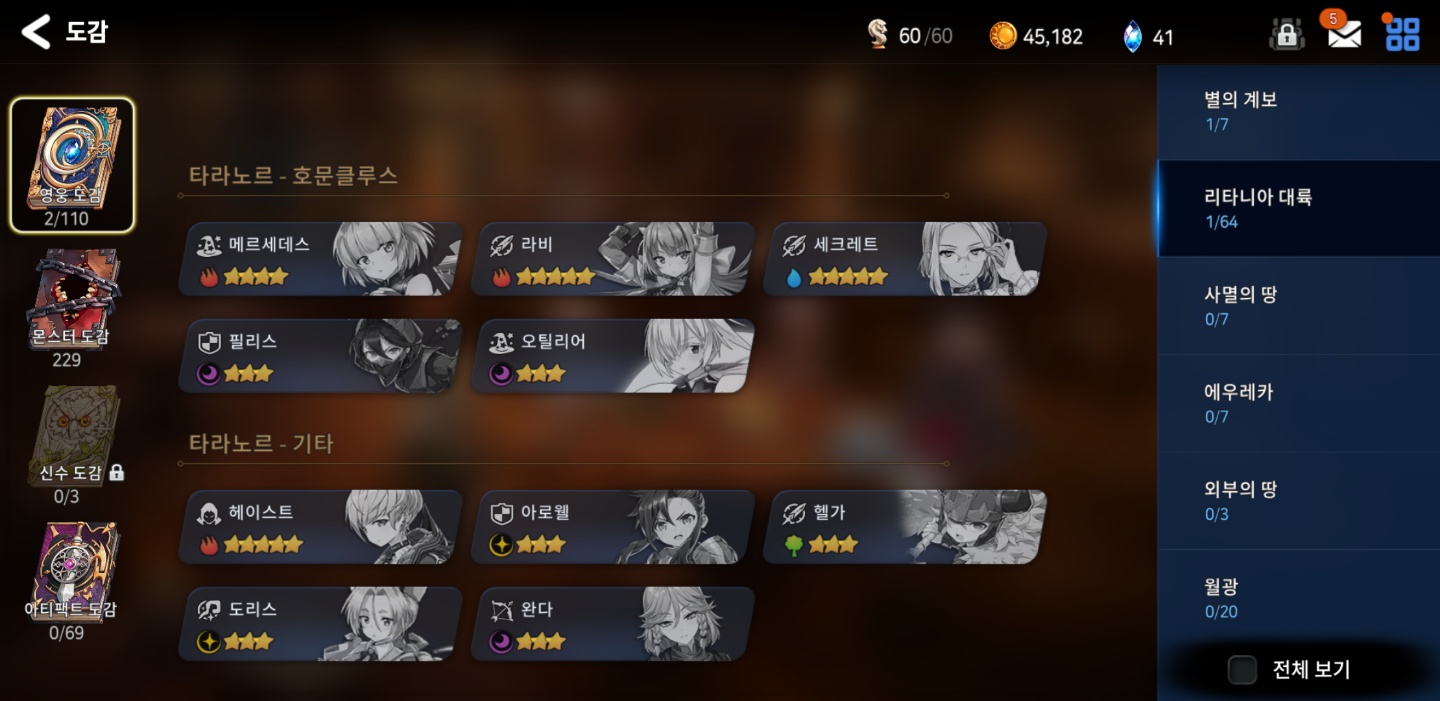 도감
60/60
45,182
41
5
영웅 도감
2/110
몬스터 도감
229
신수 도감
0/3
아티팩트 도감
0/69
타라노르 - 호문클루스
메르세데스
라비
세크레트
필리스
오틸리어
타라노르 - 기타
헤이스트
아로웰
헬가
도리스
완다
별의 계보
1/7
리타니아 대륙
1/64
사멸의 땅
0/7
에우레카
0/7
외부의 땅
0/3
월광
0/20
전체 보기